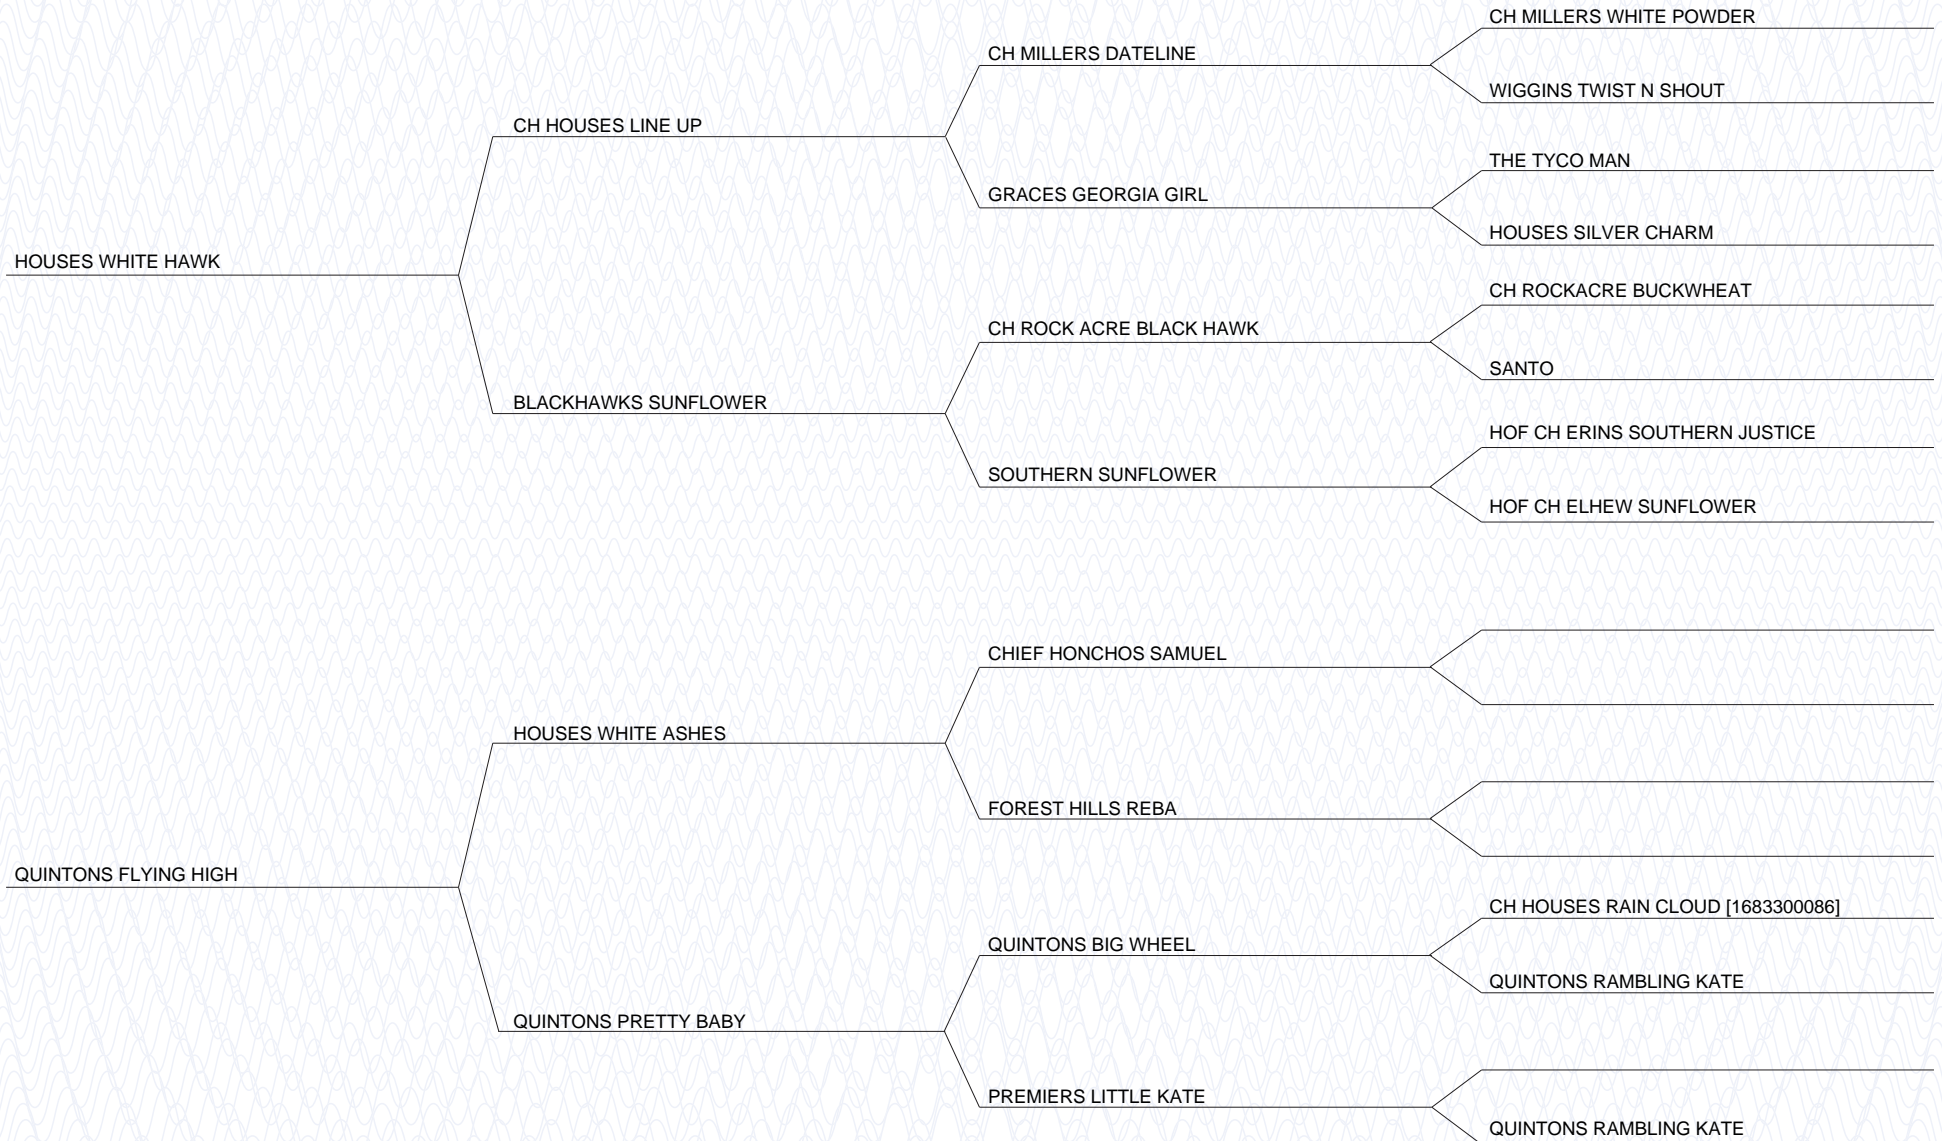 CH MILLERS WHITE POWDER
CH MILLERS DATELINE
WIGGINS TWIST N SHOUT
CH HOUSES LINE UP
THE TYCO MAN
GRACES GEORGIA GIRL
HOUSES SILVER CHARM
HOUSES WHITE HAWK
CH ROCKACRE BUCKWHEAT
CH ROCK ACRE BLACK HAWK
SANTO
BLACKHAWKS SUNFLOWER
HOF CH ERINS SOUTHERN JUSTICE
SOUTHERN SUNFLOWER
HOF CH ELHEW SUNFLOWER
CHIEF HONCHOS SAMUEL
HOUSES WHITE ASHES
FOREST HILLS REBA
QUINTONS FLYING HIGH
CH HOUSES RAIN CLOUD [1683300086]
QUINTONS BIG WHEEL
QUINTONS RAMBLING KATE
QUINTONS PRETTY BABY
PREMIERS LITTLE KATE
QUINTONS RAMBLING KATE